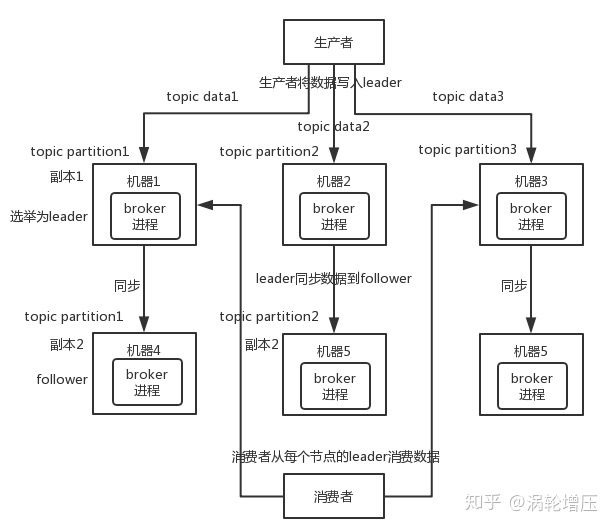 生产者
生产者将数据写入leader
topic data1
topic data3
topic data2
topic partition1
topic partition2
topic partition3
副本1
机器1
机器2
机器3
选举为leader
broker
进程
broker
进程
broker
进程
同步
leader同步数据到follower
同步
topic partition1
topic partition2
副本2
机器4
副本2
机器5
机器5
follower
broker
进程
broker
进程
broker
进程
消费者从每个节点的leader消费数据
消费者
知乎 @涡轮增压